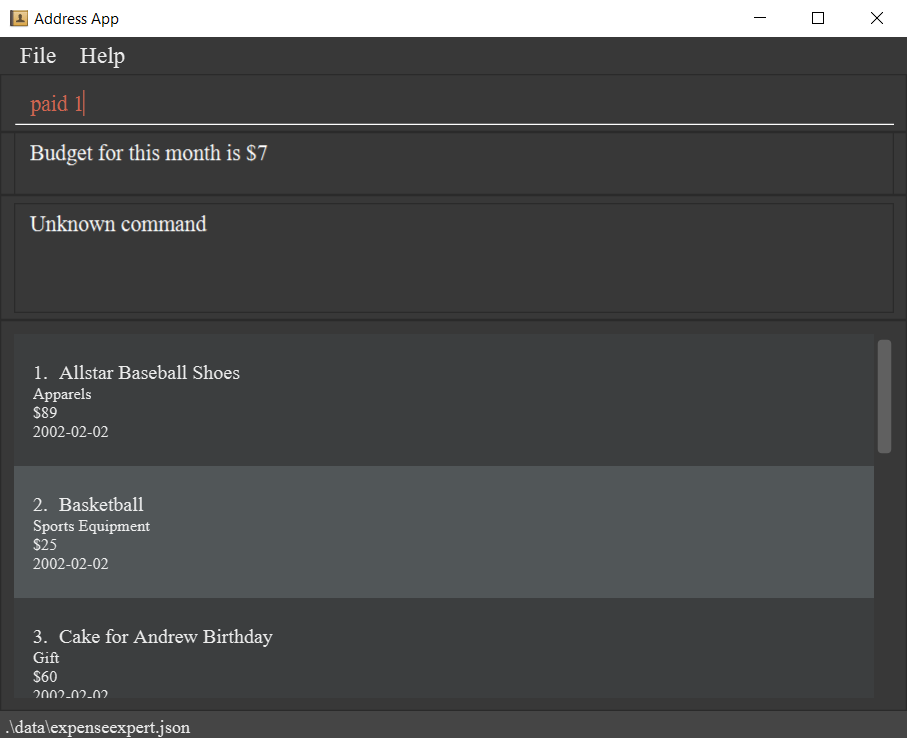 Address App
File Help
paid 1
Budget for this month is $7
Unknown command
1. Allstar Baseball Shoes
Apparels
$89
2002-02-02
2. Basketball
Sports Equipment
$25
2002-02-02
3. Cake for Andrew Birthday
Gift
$60
2002-02-02
.\data\expenseexpert.json